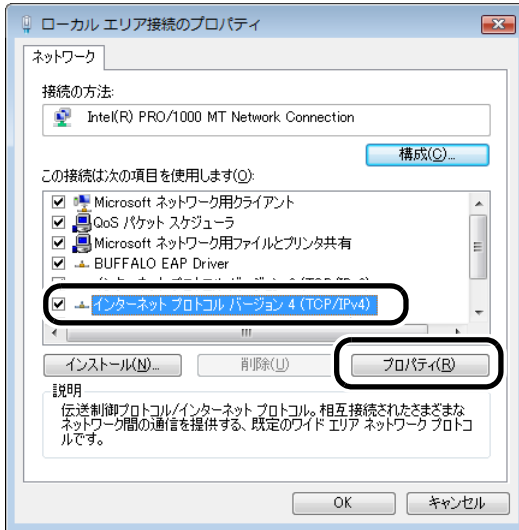 ローカル エリア接続のプロパティ
ネットワーク
接続の方法:
Intel(R) PRO/1000 MT Network Connection
構成(C)...
この接続は次の項目を使用します(O):
Microsoft ネットワーク用クライアント
QoS パケット スケジューラ
Microsoft ネットワーク用ファイルとプリンタ共有
BUFFALO EAP Driver
インターネット プロトコル バージョン 4 (TCP/IPv4)
インストール(N)...
削除(U)
プロパティ(R)
説明
伝送制御プロトコル/インターネット プロトコル。相互接続されたさまざまな
ネットワーク間の通信を提供する、既定のワイド エリア ネットワーク プロトコ
ルです。
OK
キャンセル